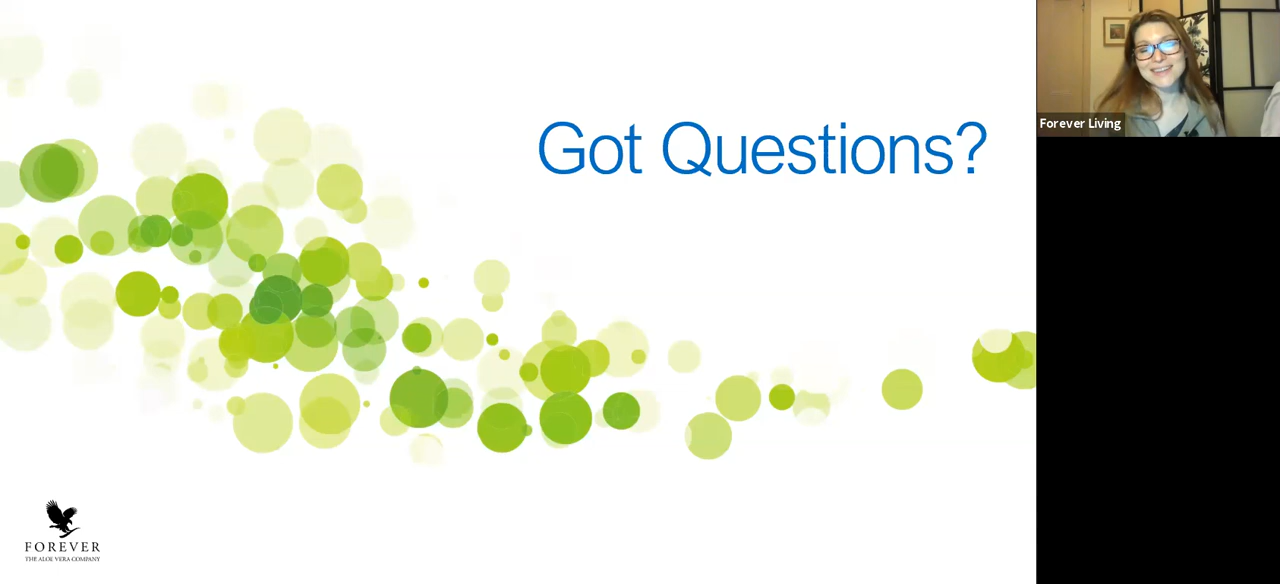 Got Questions?
Forever Living
FOREVER
THE ALOE VERA COMPANY